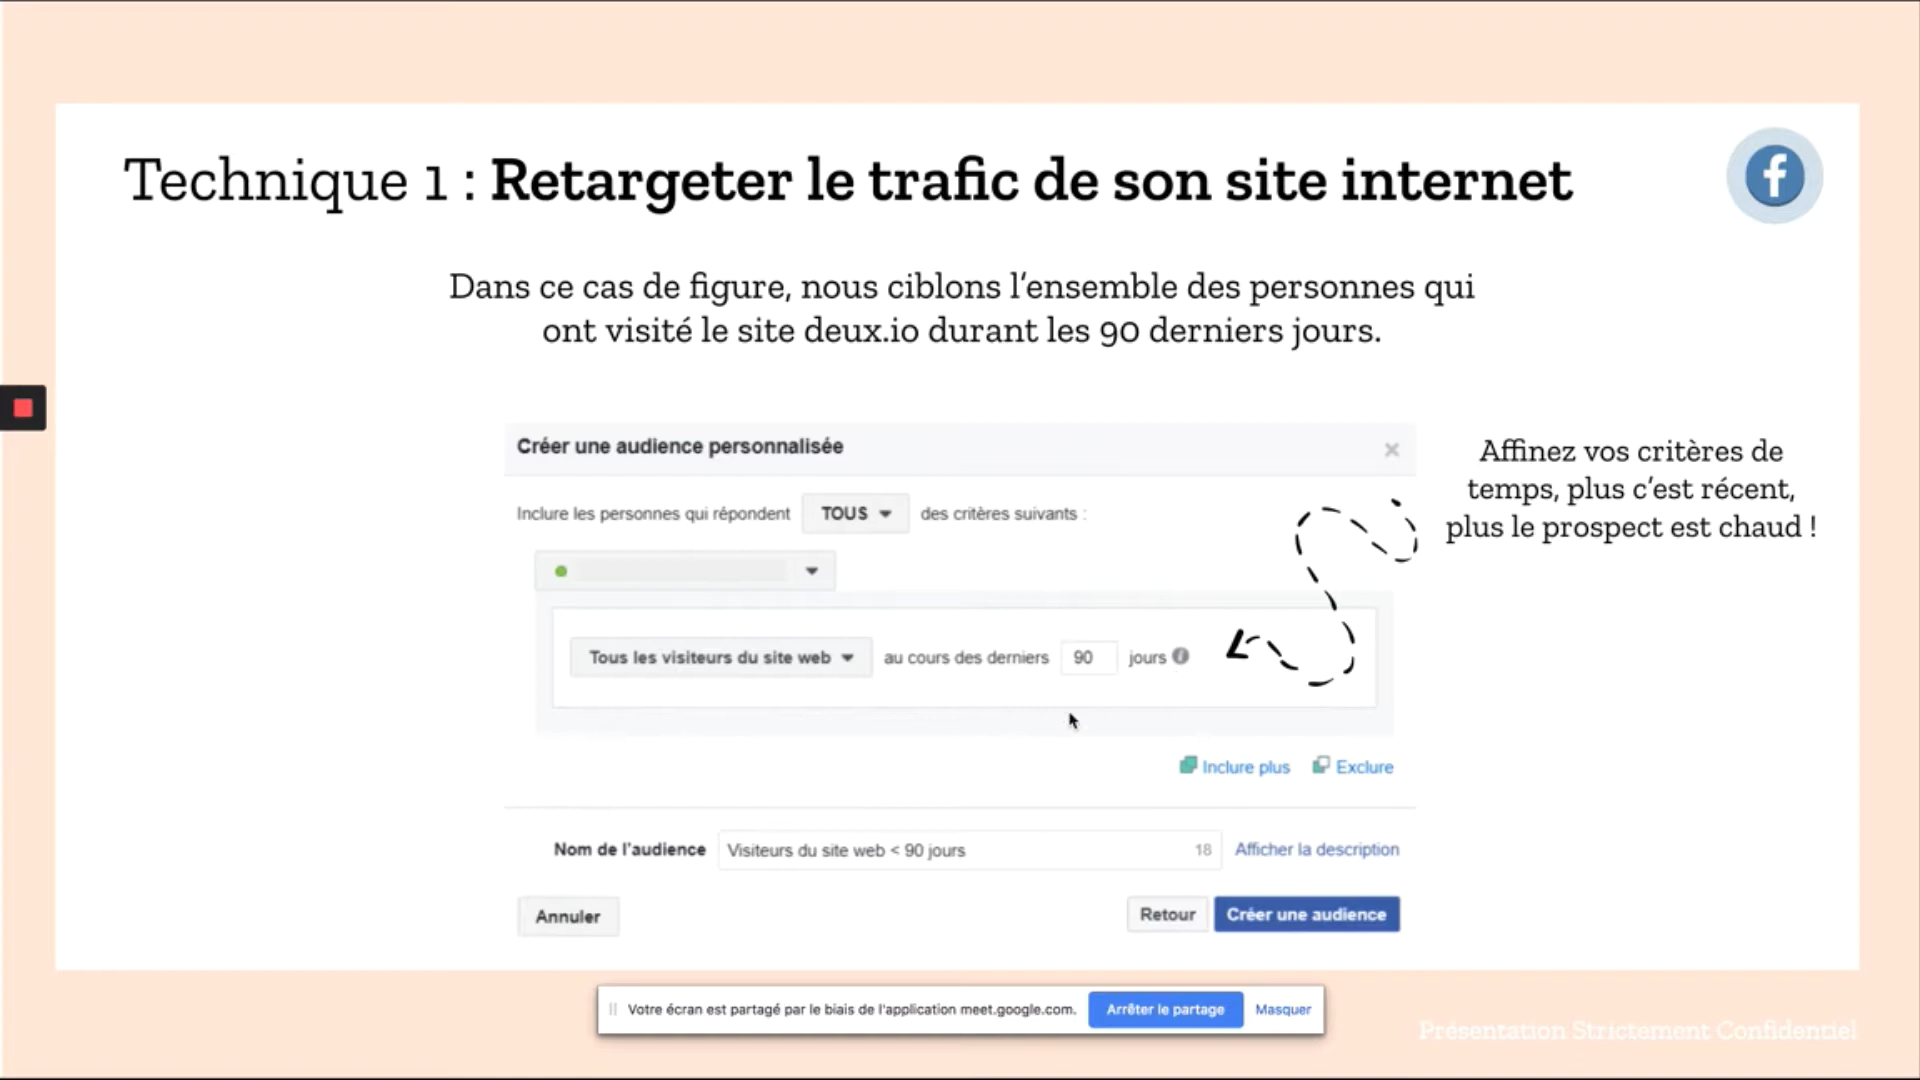 Technique 1 : Retargeter le trafic de son site internet
Dans ce cas de figure, nous ciblons l'ensemble des personnes qui
ont visité le site deux.io durant les 90 derniers jours.
Créer une audience personnalisée
Inclure les personnes qui répondent TOUS des critères suivants :
Tous les visiteurs du site web au cours des derniers 90 jours
Inclure plus Exclure
Nom de l'audience Visiteurs du site web < 90 jours 18 Afficher la description
Annuler Retour Créer une audience
Affinez vos critères de
temps, plus c'est récent,
plus le prospect est chaud !
Votre écran est partagé par le biais de l'application meet.google.com. Arrêter le partage Masquer
Présentation Strictement Confidentiel